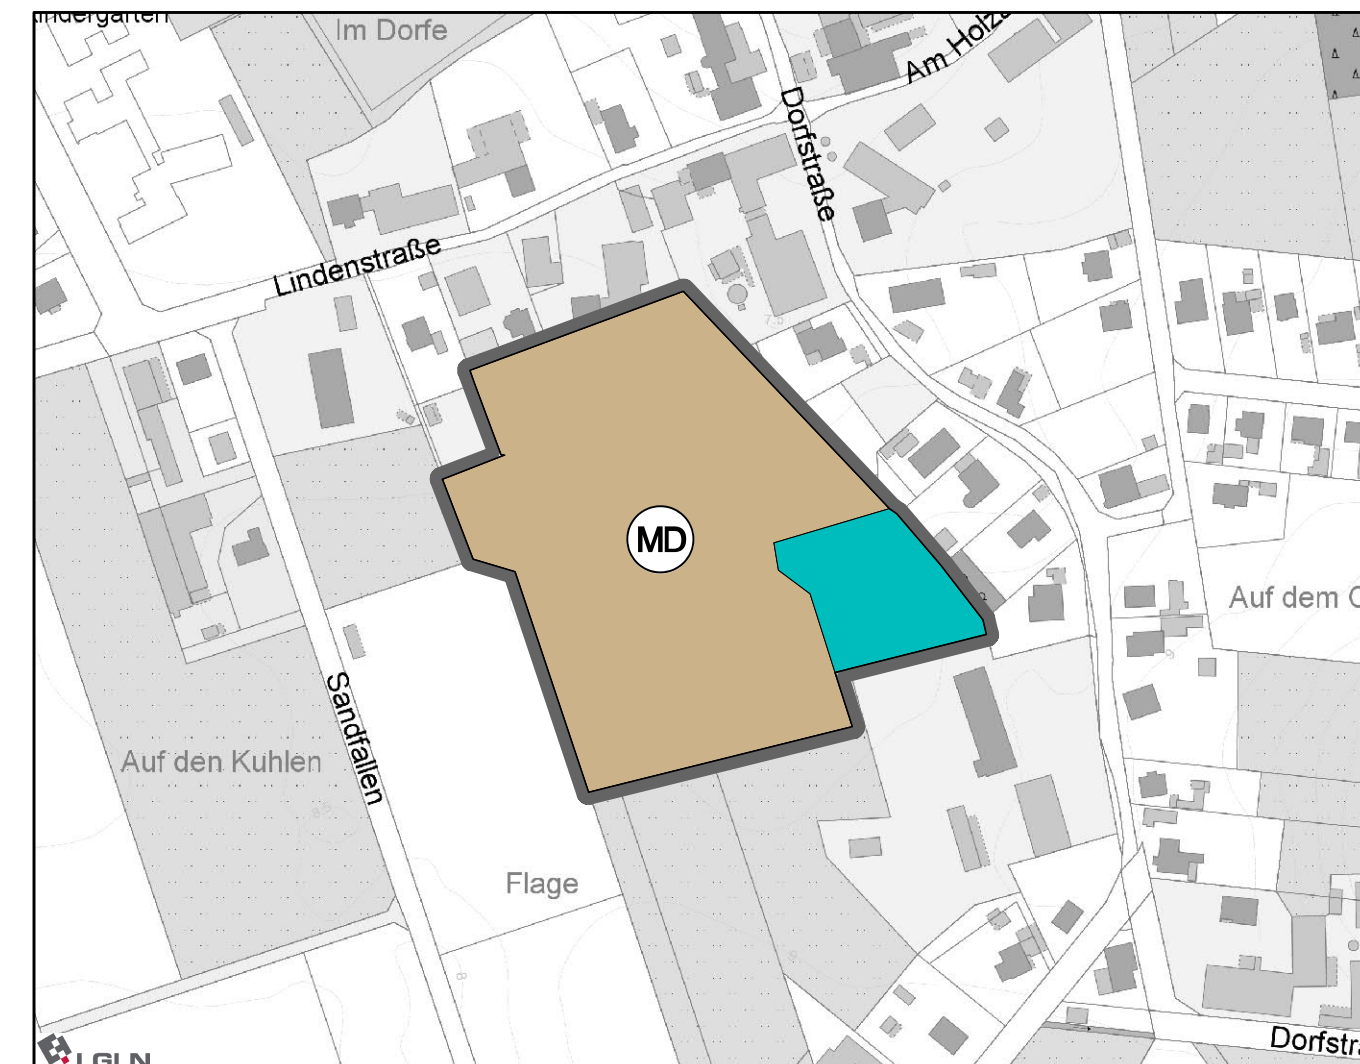 Im Dorfe
Am Holz
Dorfstraße
Lindenstraße
MD
Auf dem
Sandfallen
Auf den Kuhlen
Flage
Dorfstr
LGLN